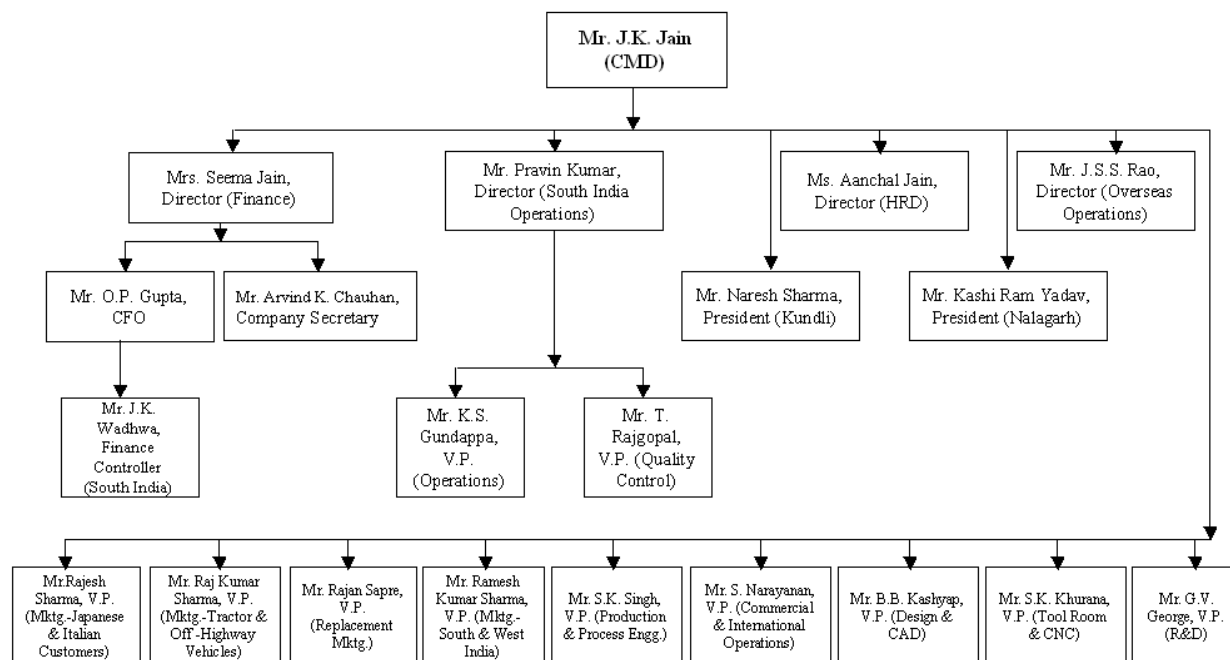 Mr. J.K. Jain
(CMD)
Mrs. Seema Jain,
Director (Finance)
Mr. Pravin Kumar,
Director (South India
Operations)
Ms. Aanchal Jain,
Director (HRD)
Mr. J.S.S. Rao,
Director (Overseas
Operations)
Mr. O.P. Gupta,
CFO
Mr. Arvind K. Chauhan,
Company Secretary
Mr. Naresh Sharma,
President (Kundli)
Mr. Kashi Ram Yadav,
President (Nalagarh)
Mr. J.K.
Wadhwa,
Finance
Controller
(South India)
Mr. K.S.
Gundappa,
V.P.
(Operations)
Mr. T.
Rajgopal,
V.P. (Quality
Control)
Mr.Rajesh
Sharma, V.P.
(Mktg.-Japanese
& Italian
Customers)
Mr. Raj Kumar
Sharma, V.P.
(Mktg.-Tractor &
Off -Highway
Vehicles)
Mr. Rajan Sapre,
V.P.
(Replacement
Mktg.)
Mr. Ramesh
Kumar Sharma,
V.P. (Mktg.-
South & West
India)
Mr. S.K. Singh,
V.P. (Production
& Process Engg.)
Mr. S. Narayanan,
V.P. (Commercial
& International
Operations)
Mr. B.B. Kashyap,
V.P. (Design &
CAD)
Mr. S.K. Khurana,
V.P. (Tool Room
& CNC)
Mr. G.V.
George, V.P.
(R&D)